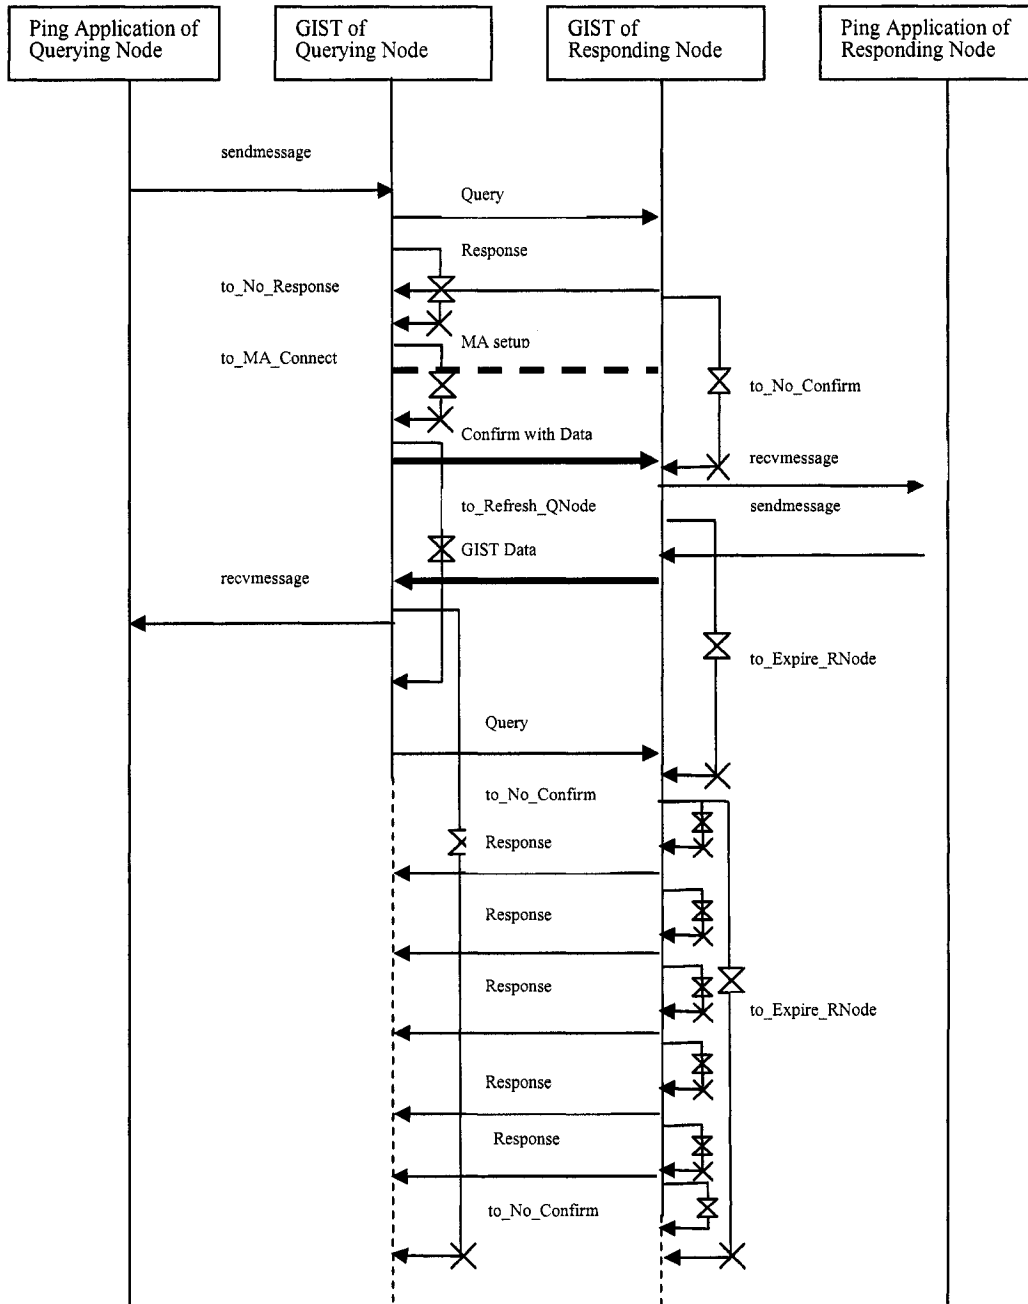 Ping Application of
Querying Node
GIST of
Querying Node
GIST of
Responding Node
Ping Application of
Responding Node
sendmessage
Query
Response
to_No_Response
MA setup
to_MA_Connect
to_No_Confirm
Confirm with Data
recvmessage
to_Refresh_QNode
sendmessage
GIST Data
recvmessage
to_Expire_RNode
Query
to_No_Confirm
Response
Response
Response
to_Expire_RNode
Response
Response
to_No_Confirm